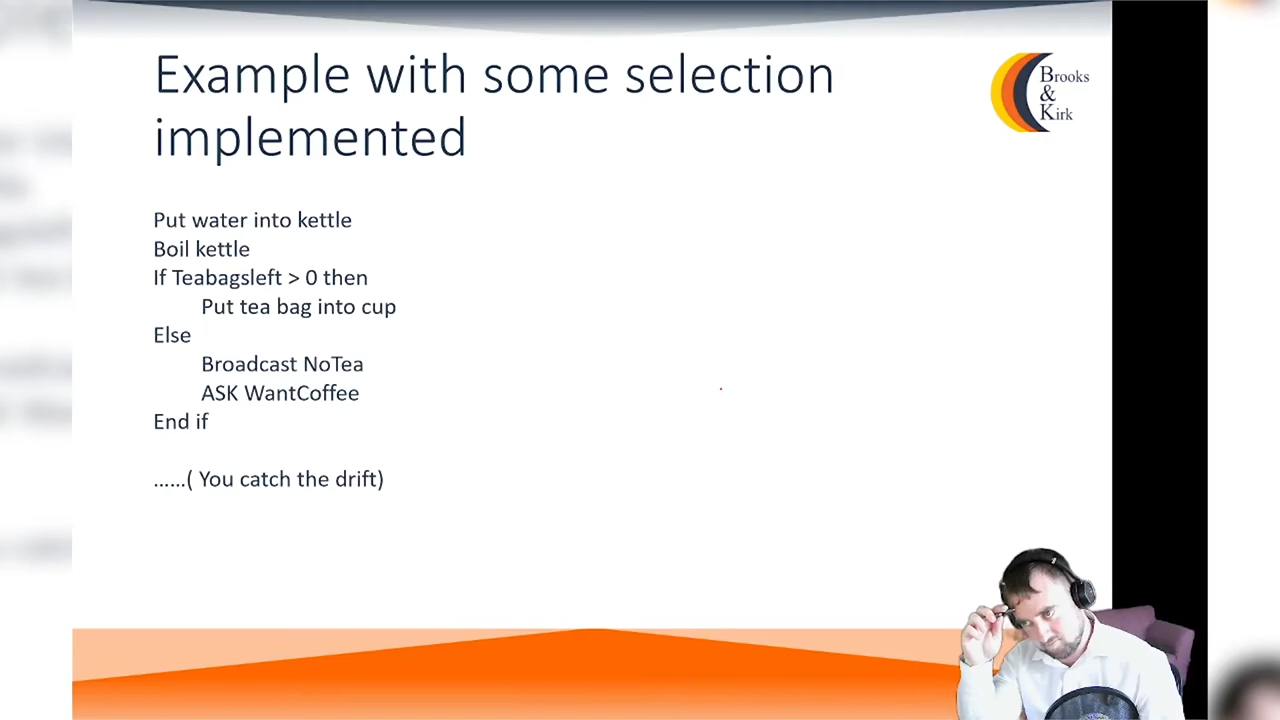 Example with some selection
implemented
Brooks
&
Kirk
Put water into kettle
Boil kettle
If Teabagsleft > 0 then
Put tea bag into cup
Else
Broadcast NoTea
ASK WantCoffee
End if
......( You catch the drift)